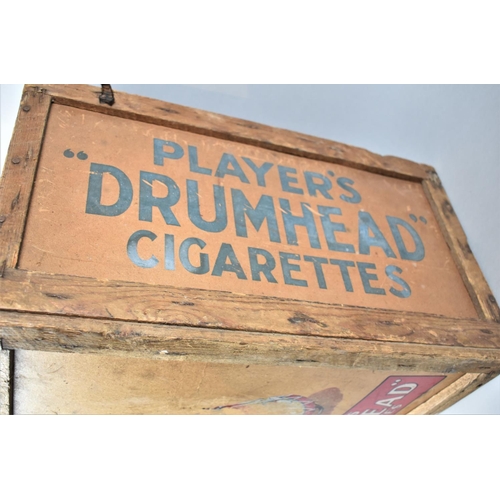 PLAYER'S
"DRUMHEAD"
CIGARETTES
EAD"